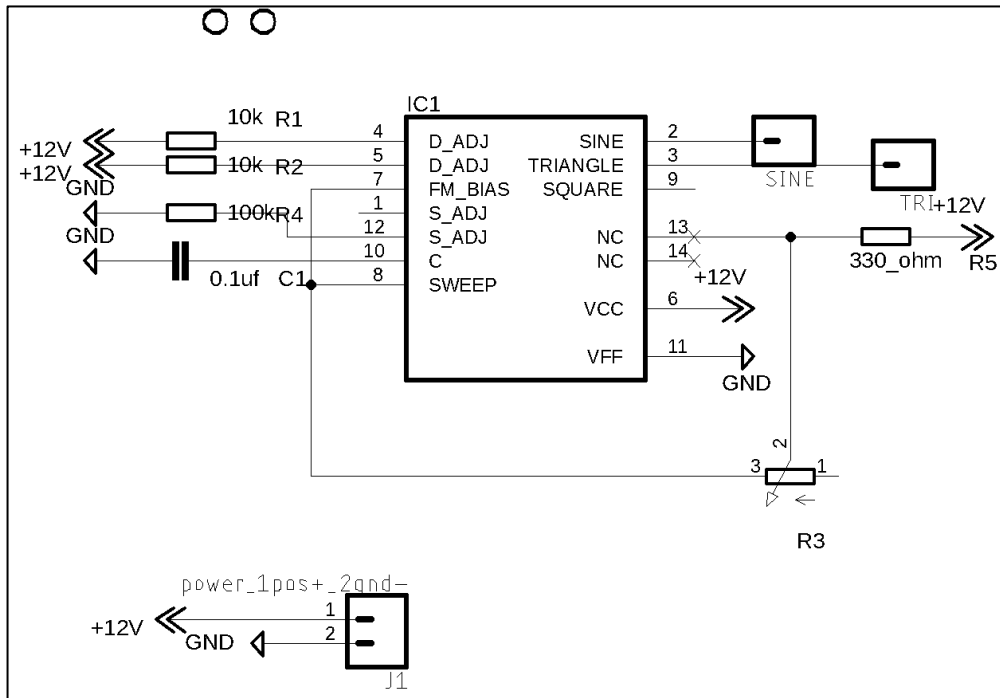 IC1
10k R1
+12V
4 D_ADJ
SINE 2
10k R2
+12V
5 D_ADJ
TRIANGLE 3
SINE
GND
7 FM_BIAS
SQUARE 9
TRI
+12V
100k R4
1 S_ADJ
GND
12 S_ADJ
NC 13
330_ohm
R5
10 C
NC 14
0.1uf C1
8 SWEEP
+12V
VCC 6
VFF 11
GND
2
3 1
R3
power_1pos+_2gnd-
+12V
1
GND
2
J1